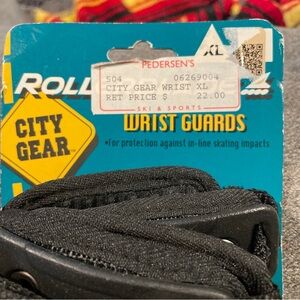 PEDERSEN'S
XL
504 06269004
CITY GEAR WRIST XL
RET PRICE $ 22.00
SKI & SPORTS
WRIST GUARDS
CITY
GEAR
•For protection against in-line skating impacts